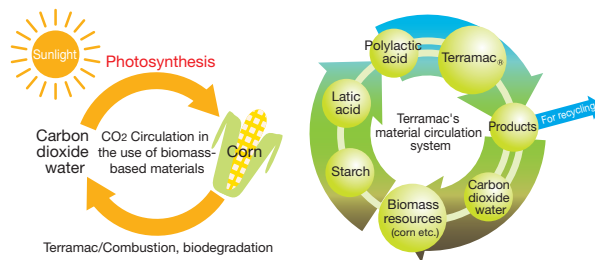 Sunlight
Photosynthesis
Carbon
dioxide
water
CO2 Circulation in
the use of biomass-
based materials
Corn
Terramac/Combustion, biodegradation
Polylactic
acid
Terramac®
Latic
acid
Terramac's
material circulation
system
Products
For recycling
Starch
Carbon
dioxide
water
Biomass
resources
(corn etc.)